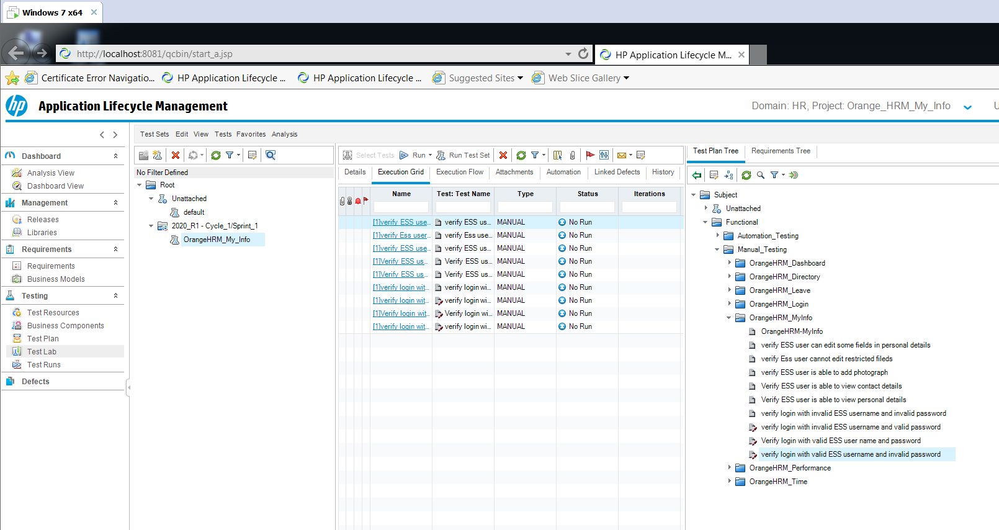 Windows 7 x64
http://localhost:8081/qcbin/start_a.jsp
HP Application Lifecycle M...
Certificate Error Navigatio...
HP Application Lifecycle ...
HP Application Lifecycle ...
Suggested Sites
Web Slice Gallery
hp
Application Lifecycle Management
Domain: HR, Project: Orange_HRM_My_Info
U
Dashboard
Analysis View
Dashboard View
Management
Releases
Libraries
Requirements
Requirements
Business Models
Testing
Test Resources
Business Components
Test Plan
Test Lab
Test Runs
Defects
Test Sets Edit View Tests Favorites Analysis
No Filter Defined
Root
Unattached
default
2020_R1 - Cycle_1/Sprint_1
OrangeHRM_My_Info
Select Tests Run Run Test Set
Details Execution Grid Execution Flow Attachments Automation Linked Defects History
Name Test: Test Name Type Status Iterations
[1]verify ESS use... verify ESS us... MANUAL No Run
[1]verify Ess user... verify Ess use... MANUAL No Run
[1]verify ESS use... verify ESS us... MANUAL No Run
[1]Verify ESS us... Verify ESS us... MANUAL No Run
[1]Verify ESS us... Verify ESS us... MANUAL No Run
[1]verify login wit... verify login wi... MANUAL No Run
[1]verify login wit... verify login wi... MANUAL No Run
[1]Verify login wit... Verify login wi... MANUAL No Run
[1]verify login wit... verify login wi... MANUAL No Run
Test Plan Tree Requirements Tree
Subject
Unattached
Functional
Automation_Testing
Manual_Testing
OrangeHRM_Dashboard
OrangeHRM_Directory
OrangeHRM_Leave
OrangeHRM_Login
OrangeHRM_MyInfo
OrangeHRM-MyInfo
verify ESS user can edit some fields in personal details
verify Ess user cannot edit restricted fileds
verify ESS user is able to add photograph
Verify ESS user is able to view contact details
Verify ESS user is able to view personal details
verify login with invalid ESS username and invalid password
verify login with invalid ESS username and valid password
Verify login with valid ESS user name and password
verify login with valid ESS username and invalid password
OrangeHRM_Performance
OrangeHRM_Time